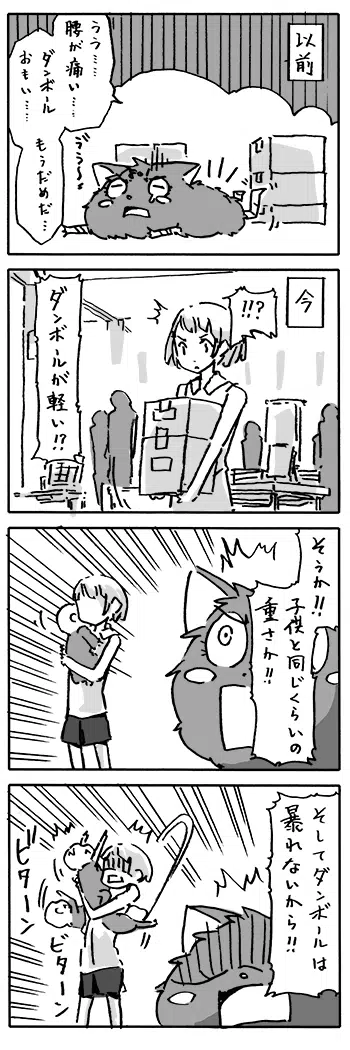 以前
うう……
腰が痛い……
ダンボール
おもい……
もうだめだ…
ううう〜
今
!!?
ダンボールが軽い!?
そうか!!
子供と同じくらいの
重さか!!
そしてダンボールは
暴れないから!!
ビターン
ビターン